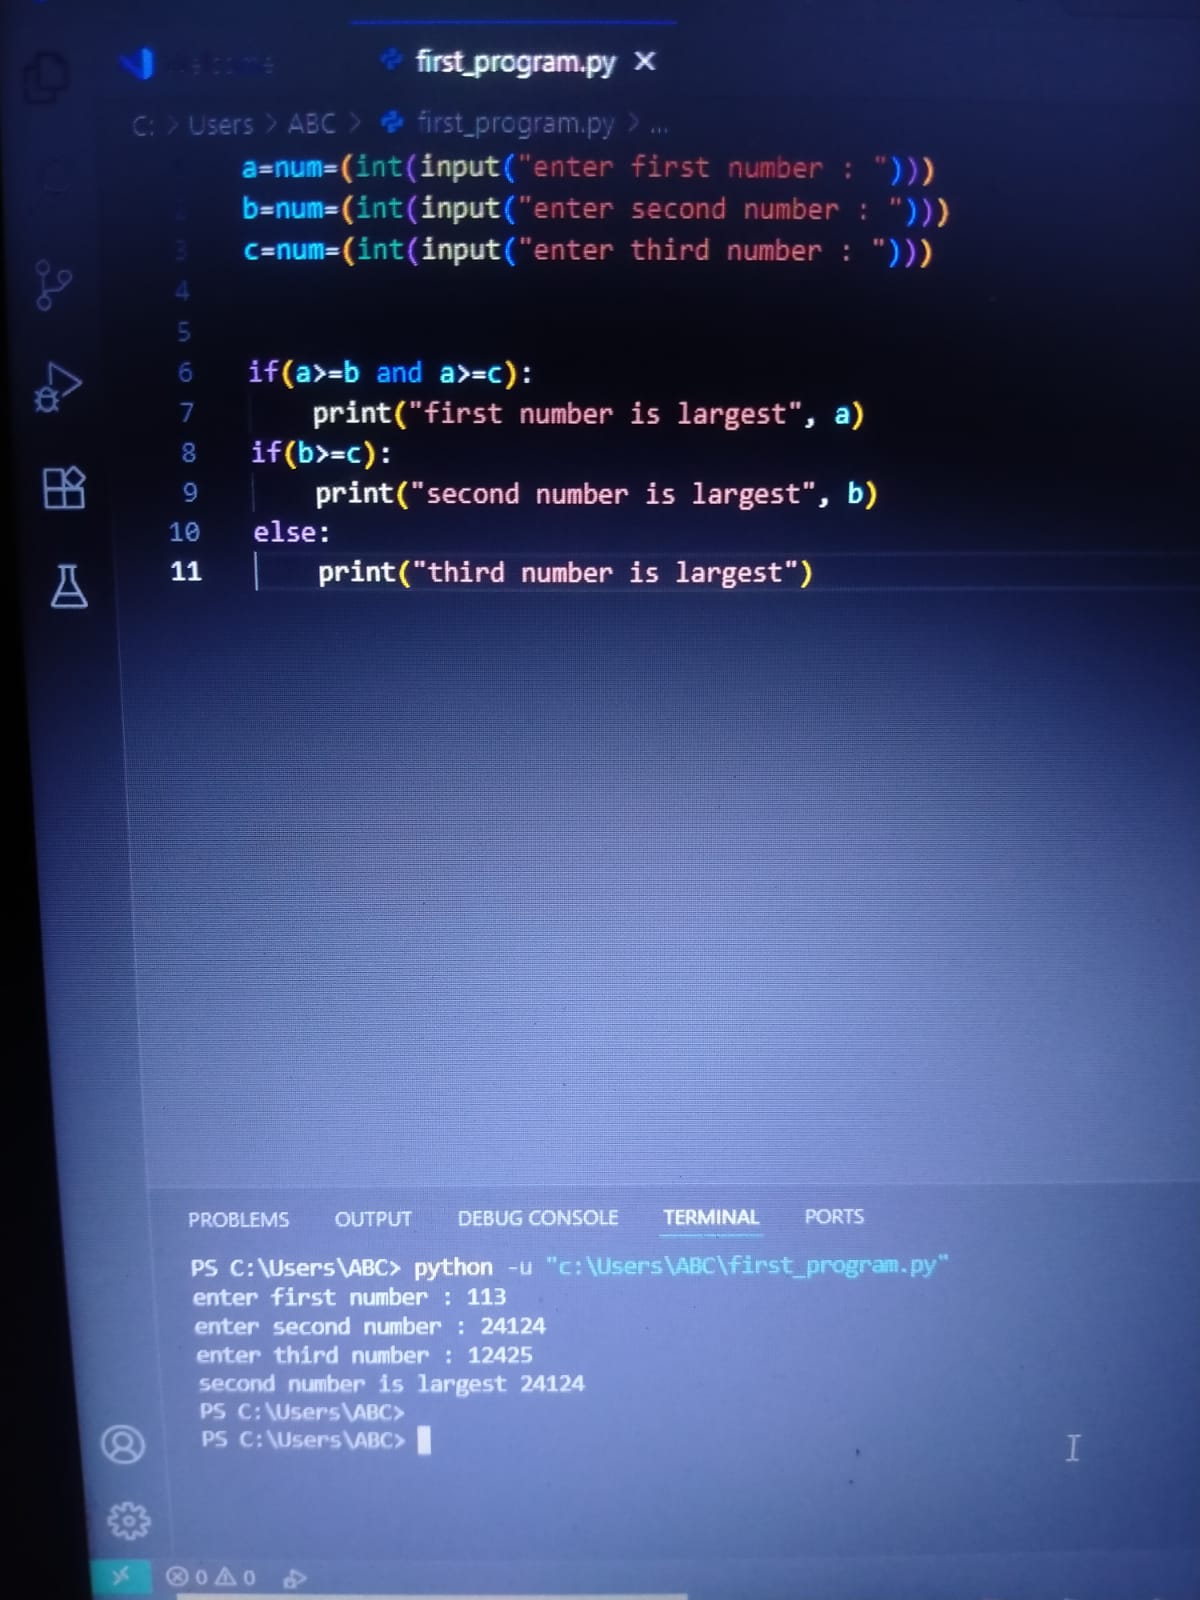 first_program.py
C: > Users > ABC > first_program.py > ...
a=num=(int(input("enter first number : ")))
b=num=(int(input("enter second number : ")))
3 c=num=(int(input("enter third number : ")))
4
5
6 if(a>=b and a>=c):
7 print("first number is largest", a)
8 if(b>=c):
9 print("second number is largest", b)
10 else:
11 print("third number is largest")
PROBLEMS OUTPUT DEBUG CONSOLE TERMINAL PORTS
PS C:\Users\ABC> python -u "c:\Users\ABC\first_program.py"
enter first number : 113
enter second number : 24124
enter third number : 12425
second number is largest 24124
PS C:\Users\ABC>
PS C:\Users\ABC>
0 0